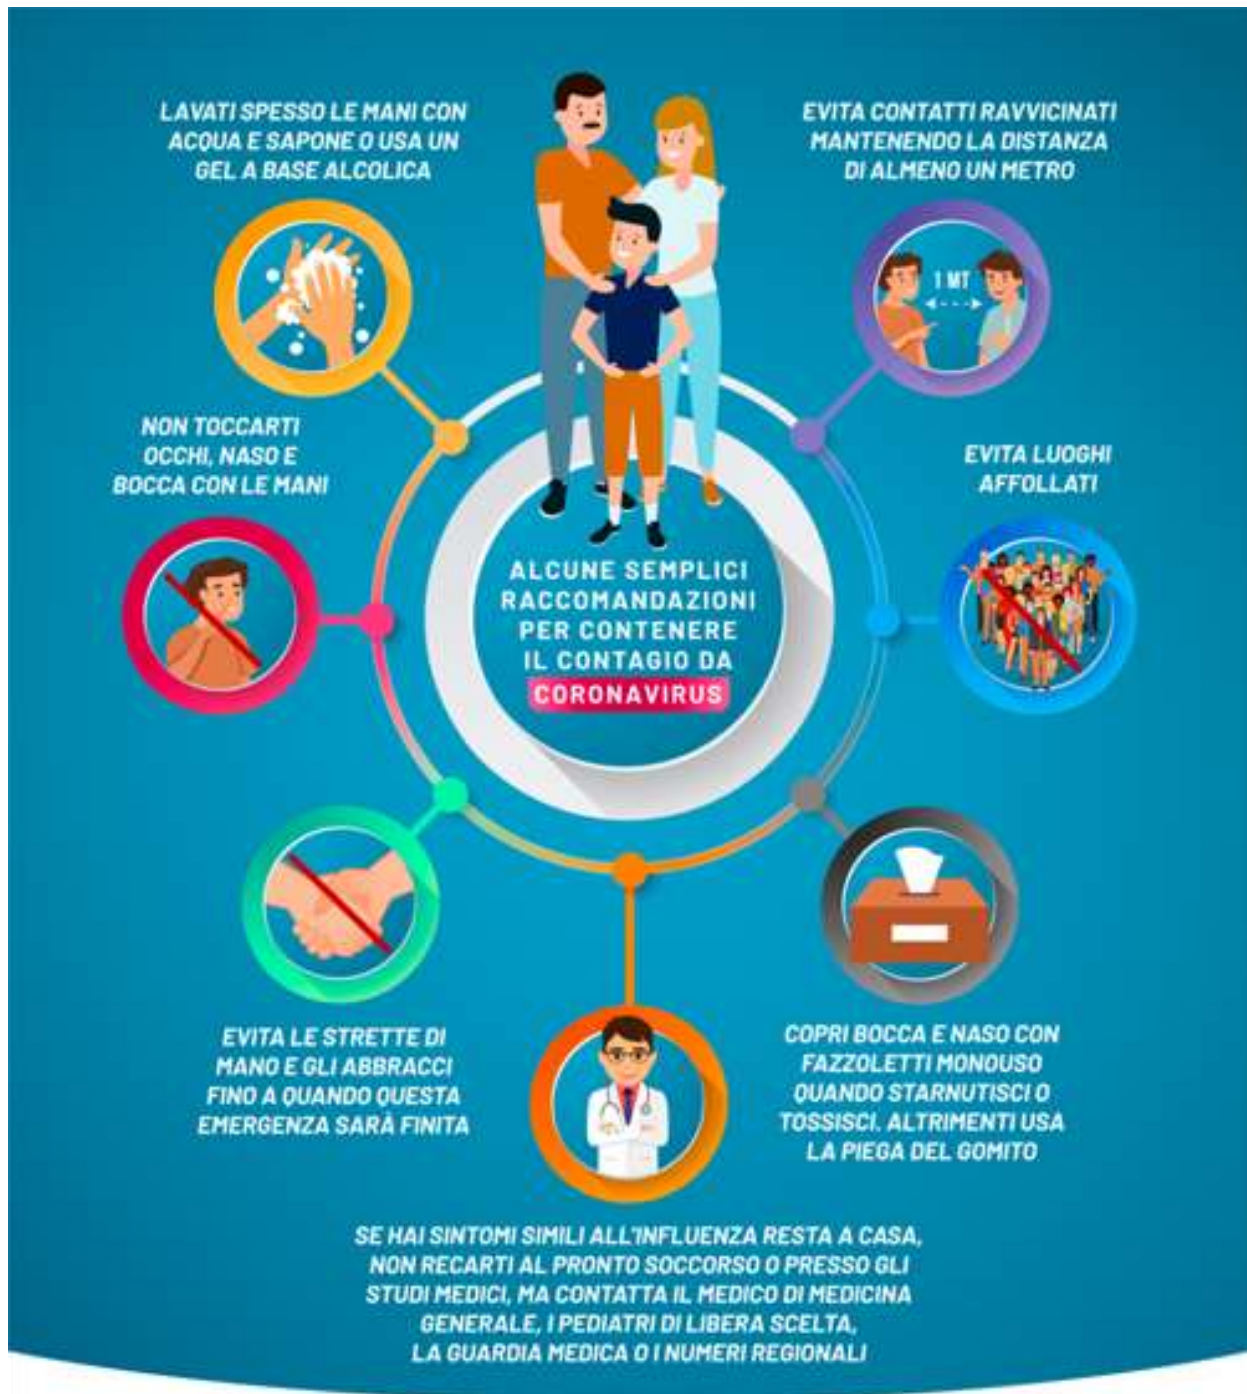 LAVATI SPESSO LE MANI CON
ACQUA E SAPONE O USA UN
GEL A BASE ALCOLICA
EVITA CONTATTI RAVVICINATI
MANTENENDO LA DISTANZA
DI ALMENO UN METRO
1 MT
NON TOCCARTI
OCCHI, NASO E
BOCCA CON LE MANI
EVITA LUOGHI
AFFOLLATI
ALCUNE SEMPLICI
RACCOMANDAZIONI
PER CONTENERE
IL CONTAGIO DA
CORONAVIRUS
EVITA LE STRETTE DI
MANO E GLI ABBRACCI
FINO A QUANDO QUESTA
EMERGENZA SARÀ FINITA
COPRI BOCCA E NASO CON
FAZZOLETTI MONOUSO
QUANDO STARNUTISCI O
TOSSISCI. ALTRIMENTI USA
LA PIEGA DEL GOMITO
SE HAI SINTOMI SIMILI ALL'INFLUENZA RESTA A CASA,
NON RECARTI AL PRONTO SOCCORSO O PRESSO GLI
STUDI MEDICI, MA CONTATTA IL MEDICO DI MEDICINA
GENERALE, I PEDIATRI DI LIBERA SCELTA,
LA GUARDIA MEDICA O I NUMERI REGIONALI